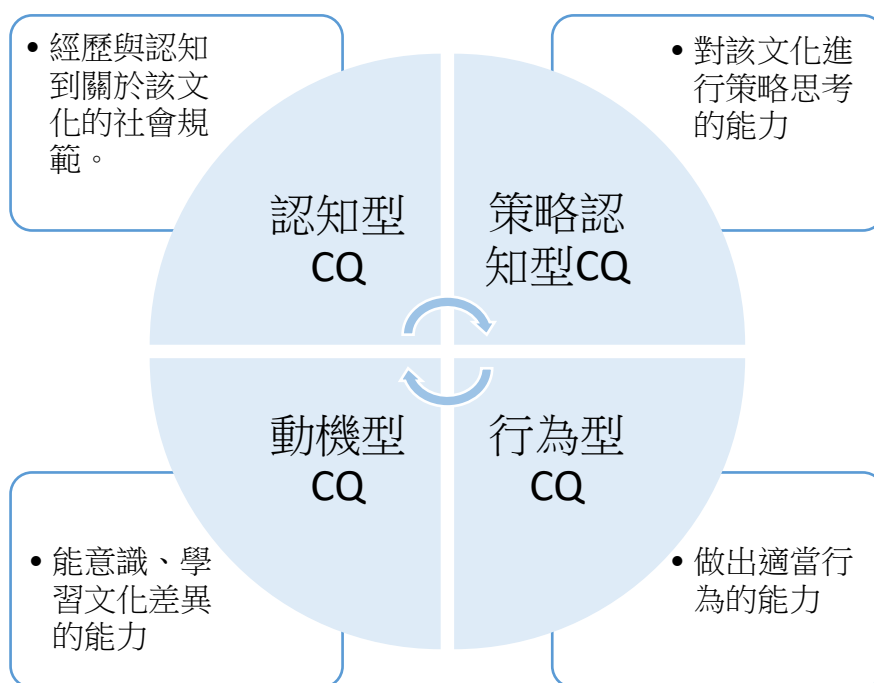 • 經歷與認知
到關於該文
化的社會規
範。
• 對該文化進
行策略思考
的能力
認知型
CQ
策略認
知型CQ
動機型
CQ
行為型
CQ
• 能意識、學
習文化差異
的能力
• 做出適當行
為的能力